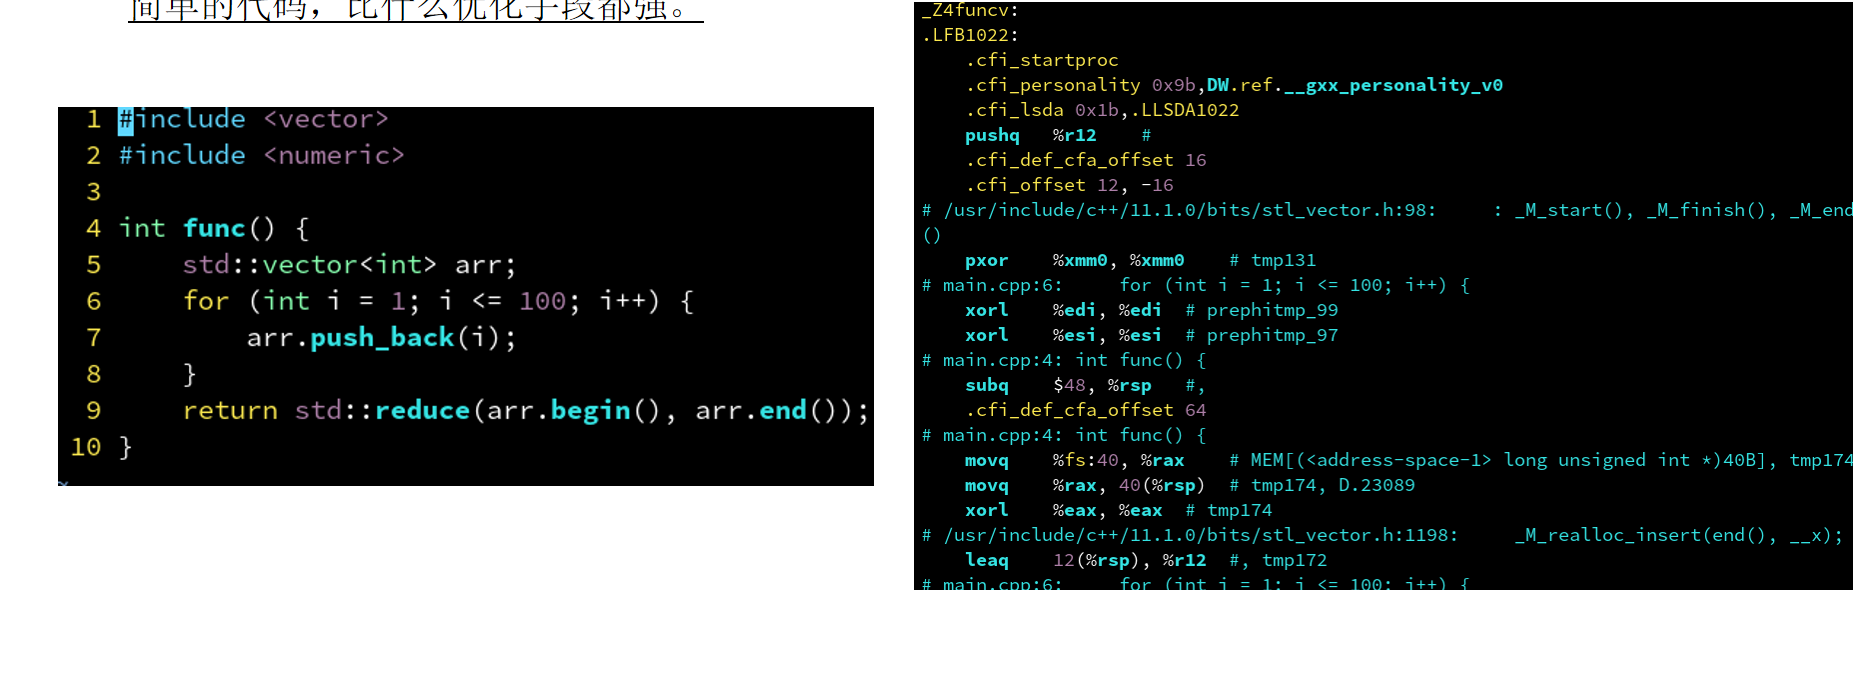 简单的代码，比什么优化手段都强。
1 #include <vector>
2 #include <numeric>
3
4 int func() {
5     std::vector<int> arr;
6     for (int i = 1; i <= 100; i++) {
7         arr.push_back(i);
8     }
9     return std::reduce(arr.begin(), arr.end());
10 }
~
_Z4funcv:
.LFB1022:
    .cfi_startproc
    .cfi_personality 0x9b,DW.ref.__gxx_personality_v0
    .cfi_lsda 0x1b,.LLSDA1022
    pushq   %r12    #
    .cfi_def_cfa_offset 16
    .cfi_offset 12, -16
# /usr/include/c++/11.1.0/bits/stl_vector.h:98:     : _M_start(), _M_finish(), _M_end
()
    pxor    %xmm0, %xmm0    # tmp131
# main.cpp:6:     for (int i = 1; i <= 100; i++) {
    xorl    %edi, %edi  # prephitmp_99
    xorl    %esi, %esi  # prephitmp_97
# main.cpp:4: int func() {
    subq    $48, %rsp   #,
    .cfi_def_cfa_offset 64
# main.cpp:4: int func() {
    movq    %fs:40, %rax    # MEM[(<address-space-1> long unsigned int *)40B], tmp174
    movq    %rax, 40(%rsp)  # tmp174, D.23089
    xorl    %eax, %eax  # tmp174
# /usr/include/c++/11.1.0/bits/stl_vector.h:1198:     _M_realloc_insert(end(), __x);
    leaq    12(%rsp), %r12  #, tmp172
# main.cpp:6:     for (int i = 1; i <= 100; i++) {